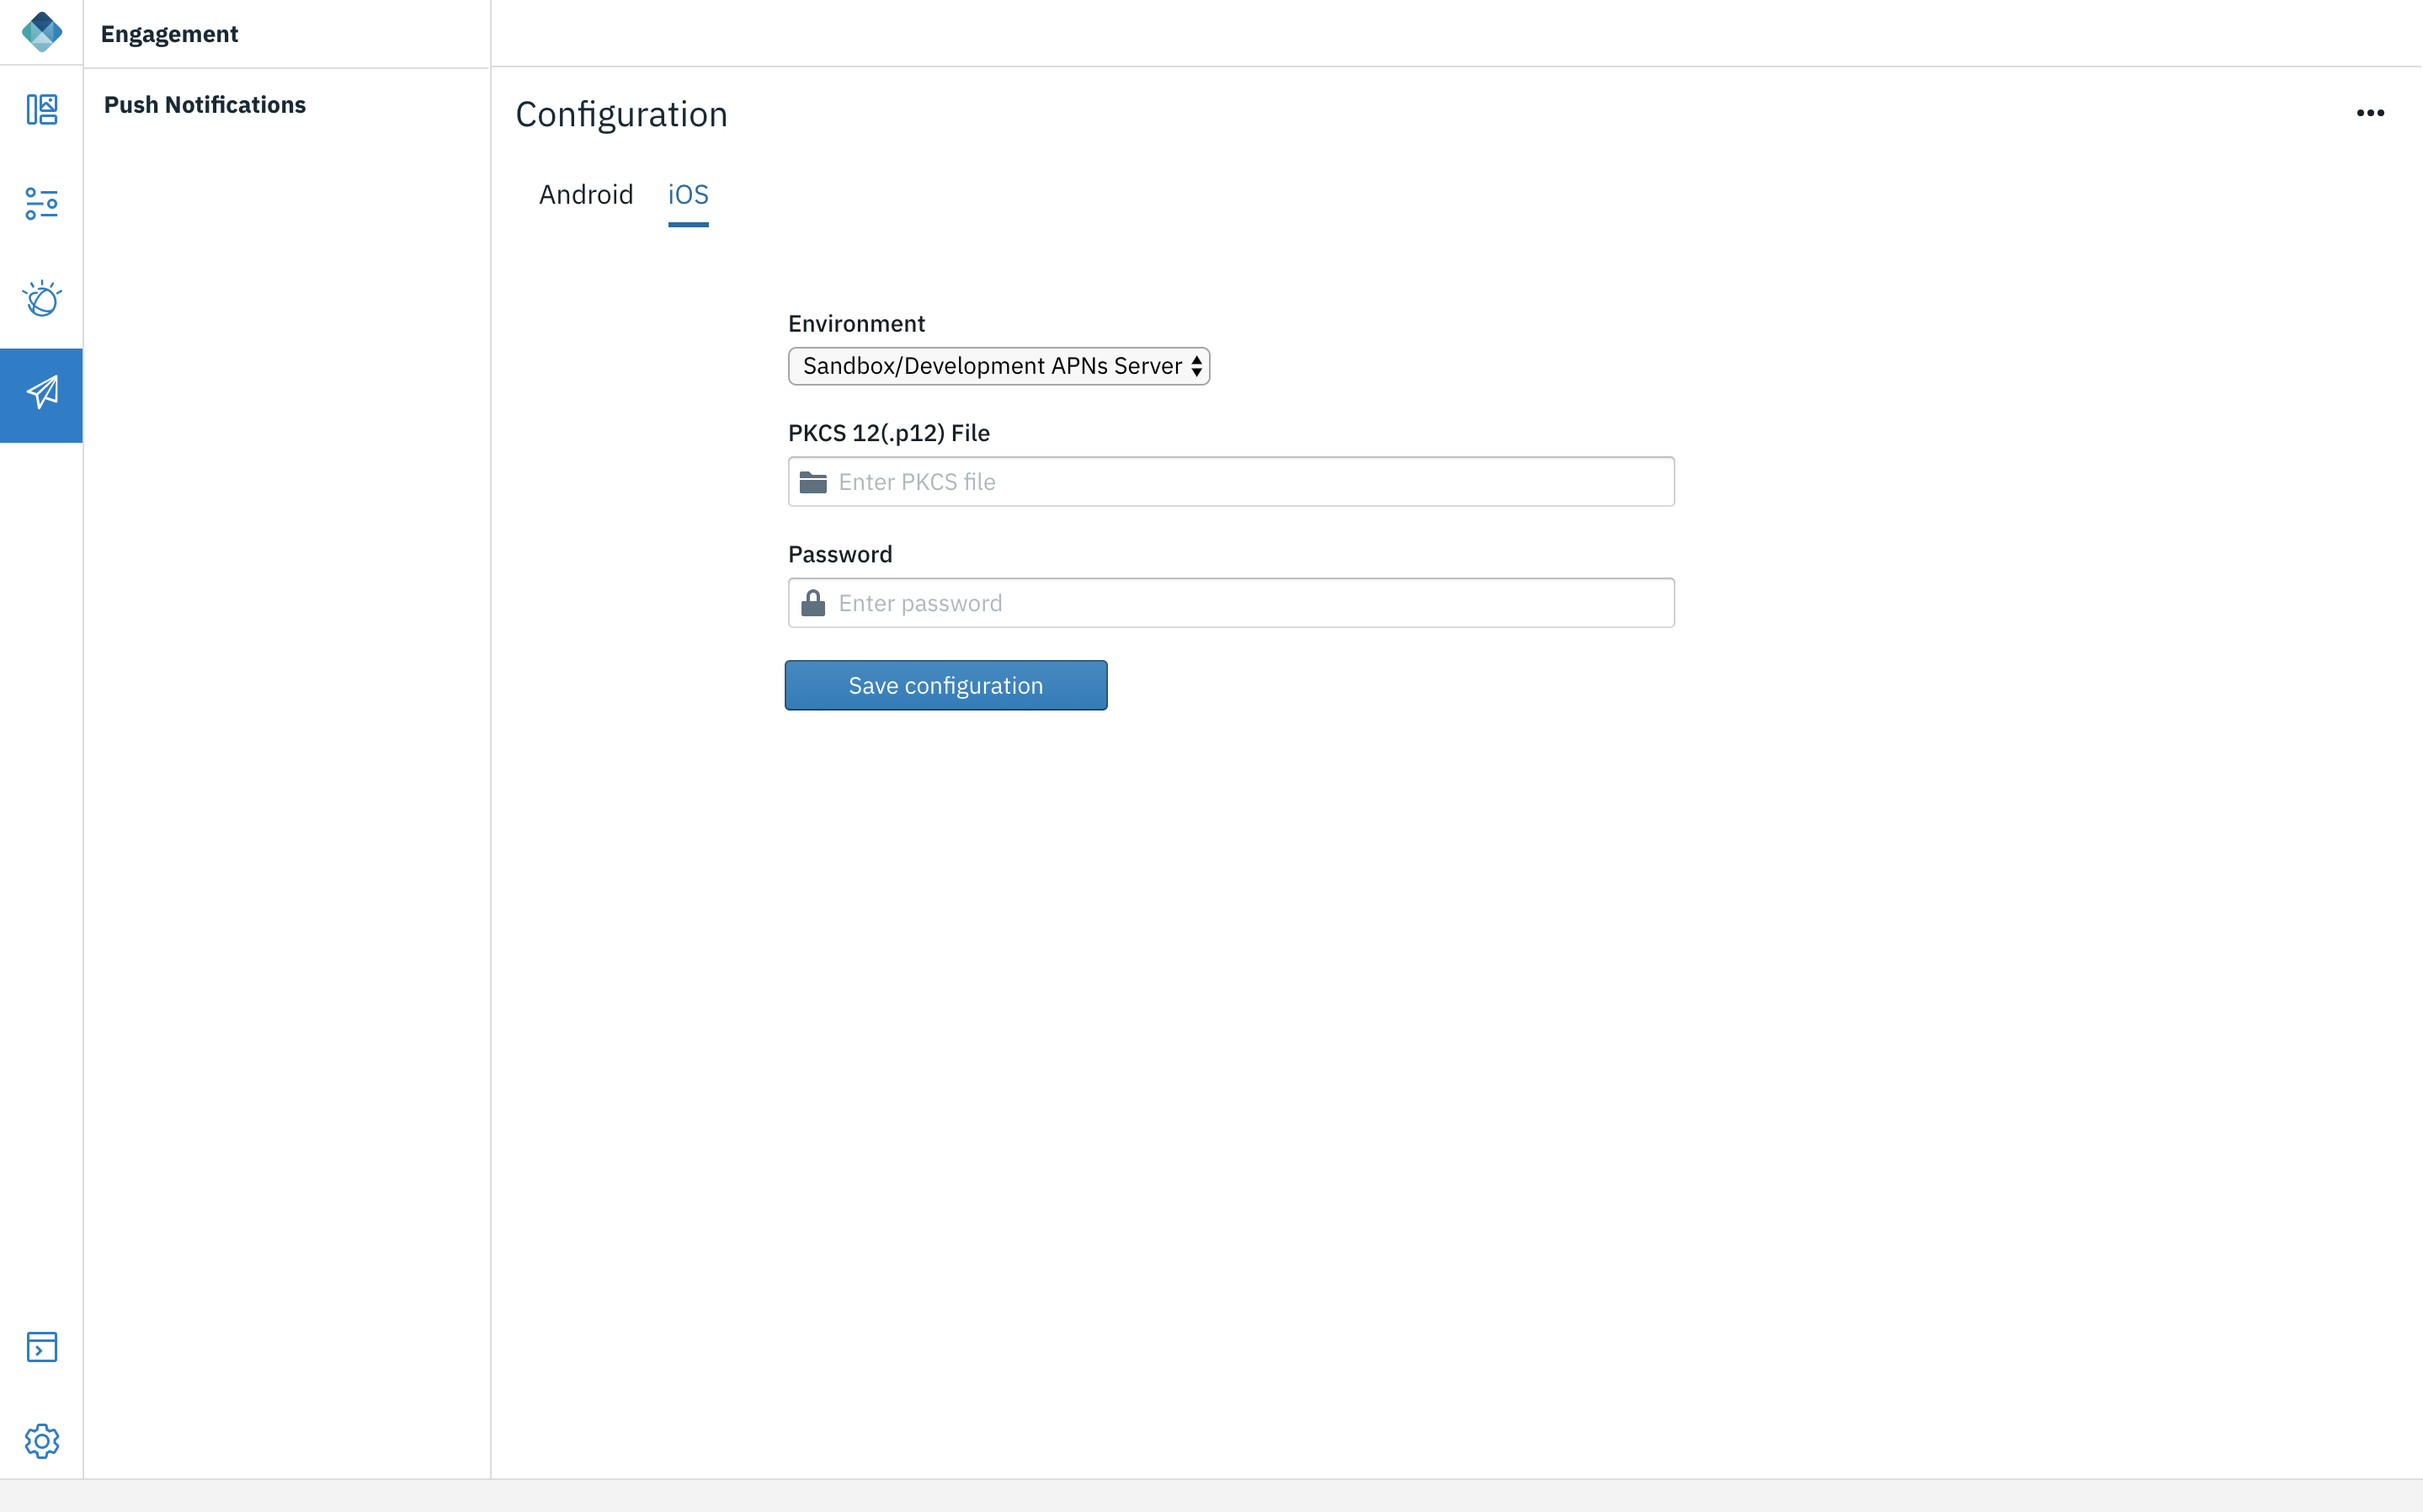 Engagement
Push Notifications
Configuration
Android
iOS
Environment
Sandbox/Development APNs Server
PKCS 12(.p12) File
Enter PKCS file
Password
Enter password
Save configuration